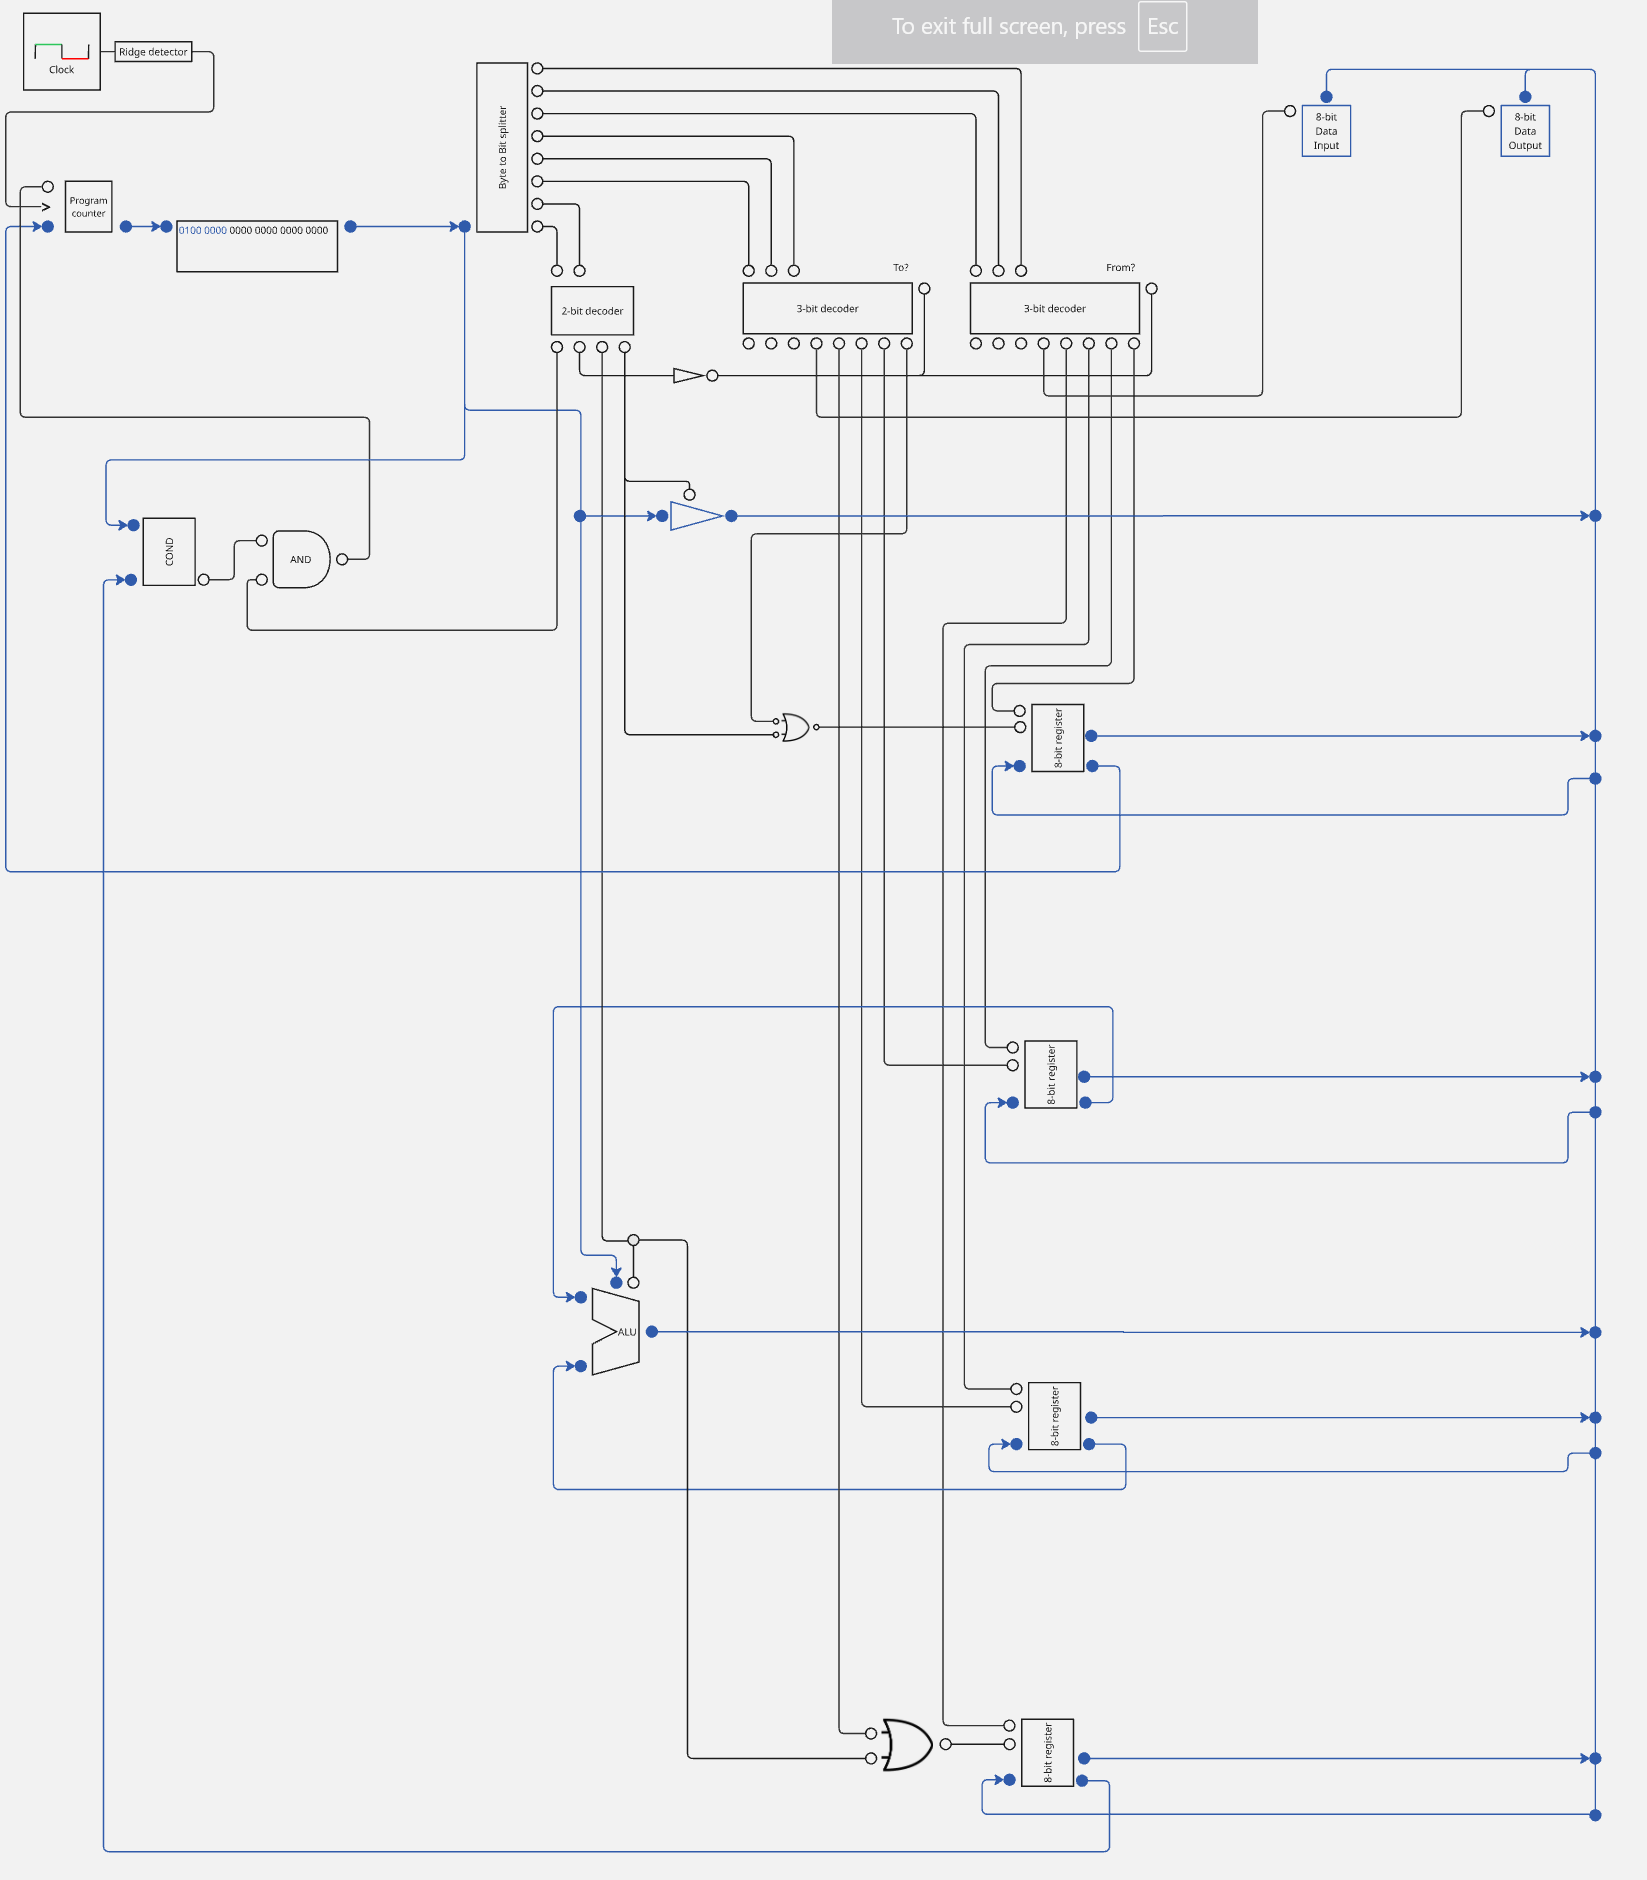 To exit full screen, press Esc
Clock
Ridge detector
Byte to Bit splitter
8-bit
Data
Input
8-bit
Data
Output
Program
counter
>
0100 0000 0000 0000 0000 0000
To?
From?
2-bit decoder
3-bit decoder
3-bit decoder
COND
AND
8-bit register
8-bit register
ALU
8-bit register
8-bit register